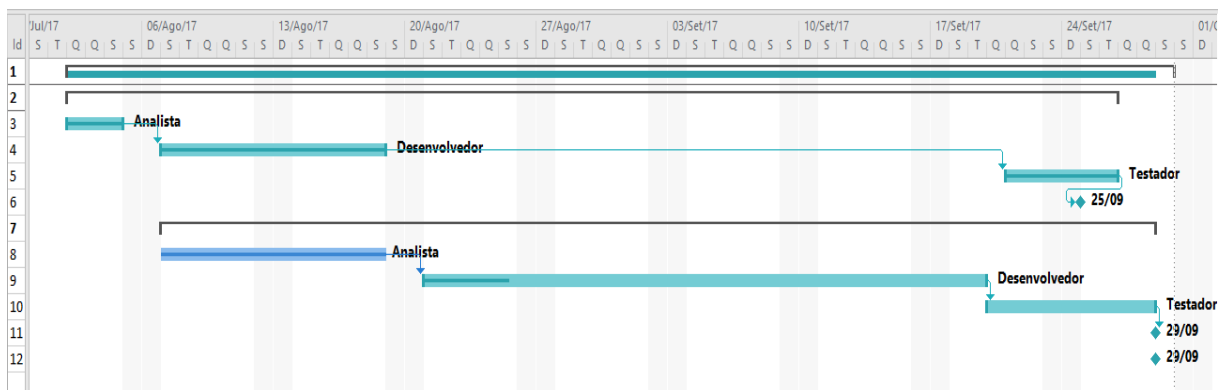 Jul/17 06/Ago/17 13/Ago/17 20/Ago/17 27/Ago/17 03/Set/17 10/Set/17 17/Set/17 24/Set/17 01/
Id S T Q Q S S D S T Q Q S S D S T Q Q S S D S T Q Q S S D S T Q Q S S D S T Q Q S S D S T Q Q S S D S T Q Q S S D S T Q Q S S D
1
2
3 Analista
4 Desenvolvedor
5 Testador
6 25/09
7
8 Analista
9 Desenvolvedor
10 Testador
11 29/09
12 29/09